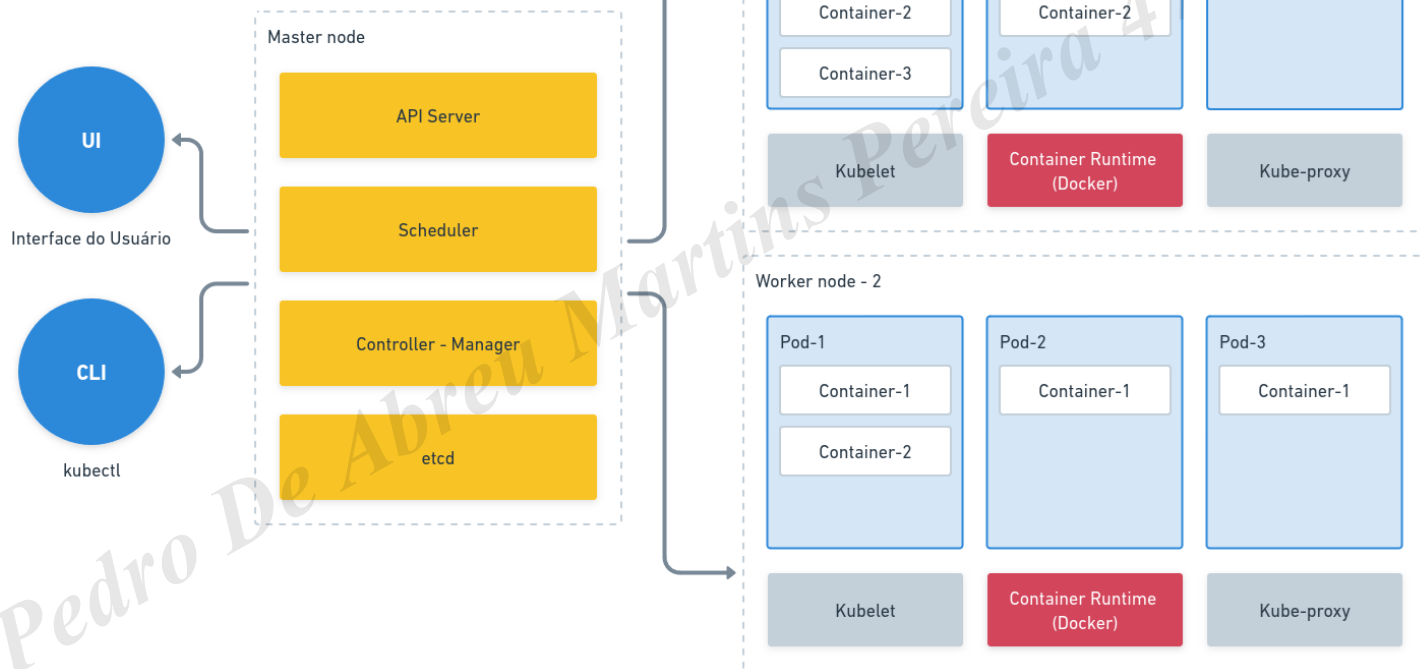 Master node
API Server
Scheduler
Controller - Manager
etcd
UI
Interface do Usuário
CLI
kubectl
Container-2
Container-3
Container-2
Kubelet
Container Runtime
(Docker)
Kube-proxy
Worker node - 2
Pod-1
Container-1
Container-2
Pod-2
Container-1
Pod-3
Container-1
Kubelet
Container Runtime
(Docker)
Kube-proxy
Pedro De Abreu Martins Pereira 4